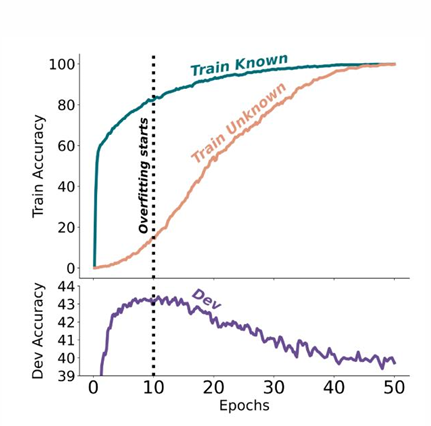 100
80
60
40
20
0
Train Accuracy
Train Known
Train Unknown
Overfitting starts
44
43
42
41
40
39
Dev Accuracy
Dev
0 10 20 30 40 50
Epochs